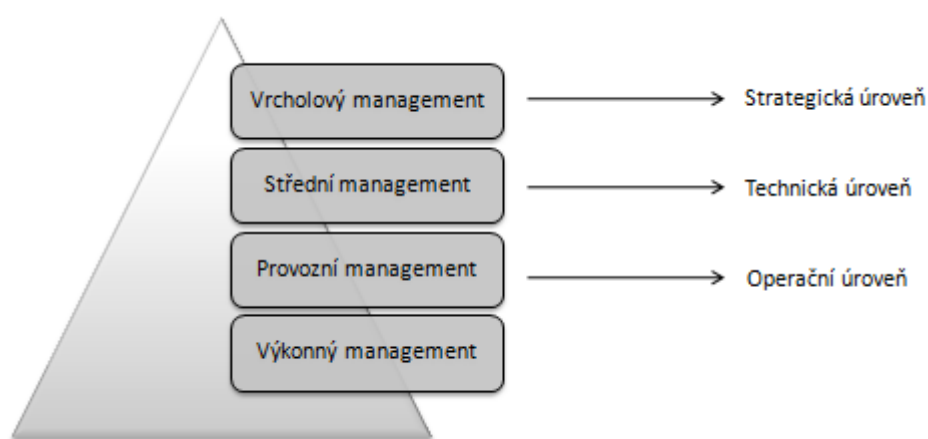 Vrcholový management
Strategická úroveň
Střední management
Technická úroveň
Provozní management
Operační úroveň
Výkonný management